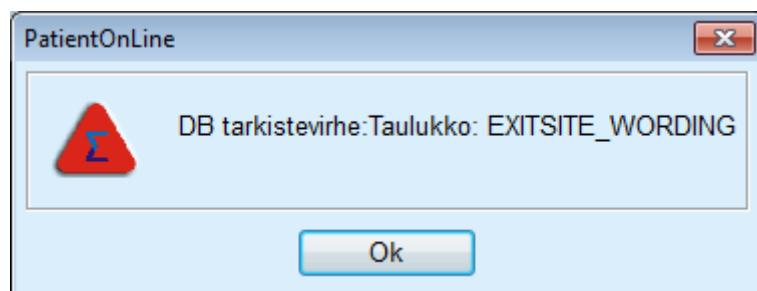 PatientOnLine
DB tarkistevirhe:Taulukko: EXITSITE_WORDING
Σ
Ok